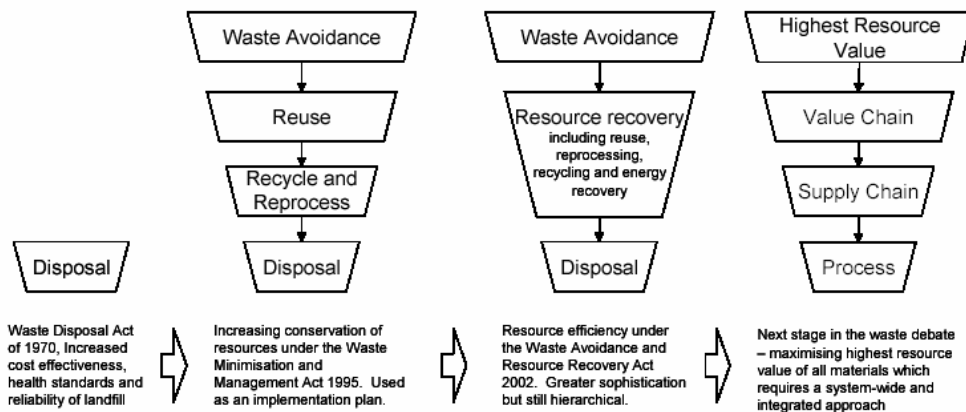 Waste Avoidance
Reuse
Recycle and
Reprocess
Disposal
Waste Avoidance
Resource recovery
including reuse,
reprocessing,
recycling and energy
recovery
Disposal
Highest Resource
Value
Value Chain
Supply Chain
Process
Disposal
Waste Disposal Act
of 1970, Increased
cost effectiveness,
health standards and
reliability of landfill
Increasing conservation of
resources under the Waste
Minimisation and
Management Act 1995. Used
as an implementation plan.
Resource efficiency under
the Waste Avoidance and
Resource Recovery Act
2002. Greater sophistication
but still hierarchical.
Next stage in the waste debate
– maximising highest resource
value of all materials which
requires a system-wide and
integrated approach